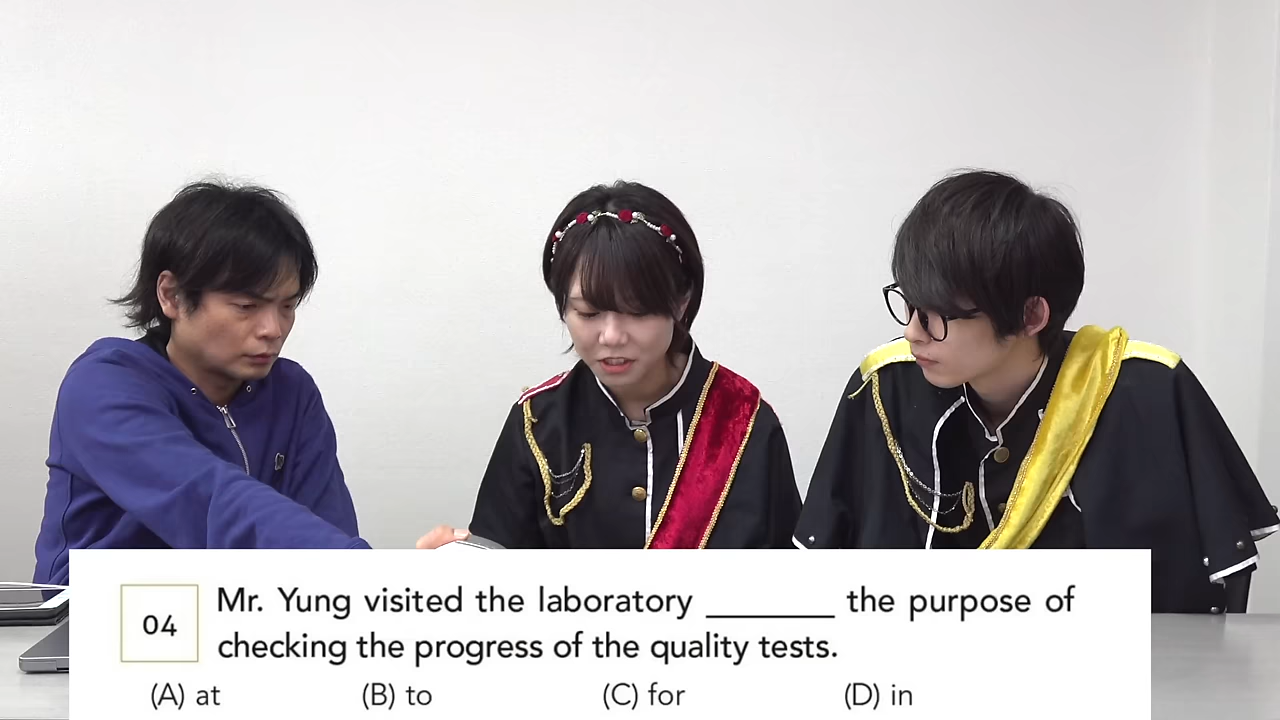 04
Mr. Yung visited the laboratory ________ the purpose of
checking the progress of the quality tests.
(A) at (B) to (C) for (D) in